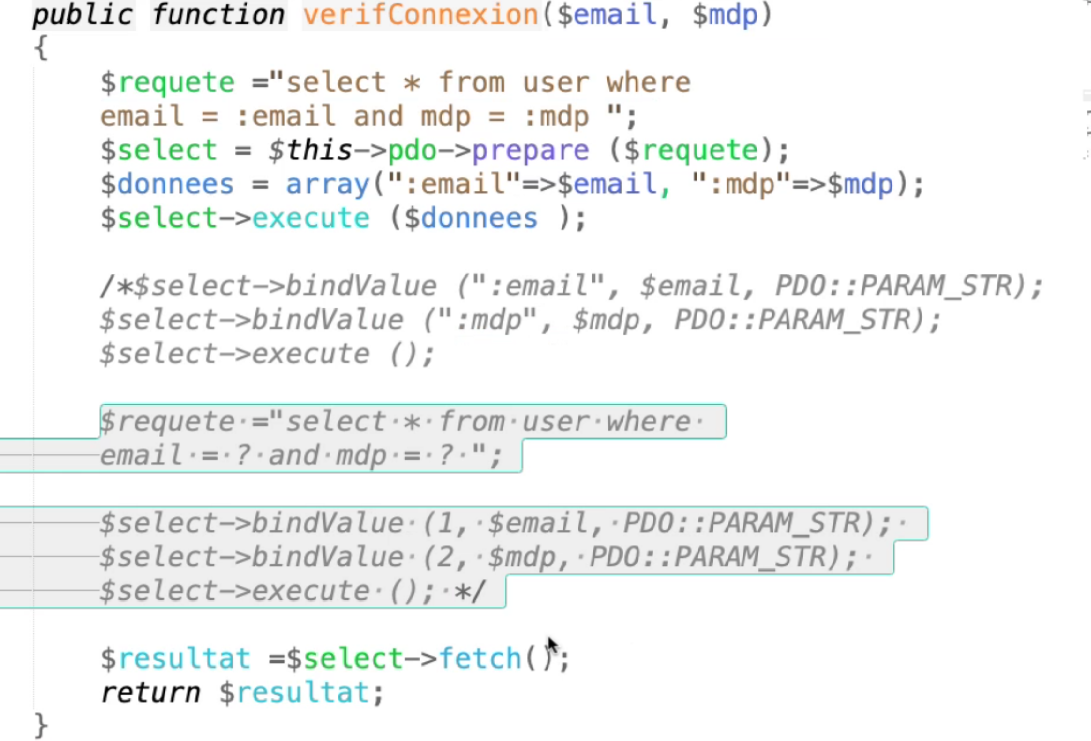 public function verifConnexion($email, $mdp)
{
$requete ="select * from user where
email = :email and mdp = :mdp ";
$select = $this->pdo->prepare ($requete);
$donnees = array(":email"=>$email, ":mdp"=>$mdp);
$select->execute ($donnees );
/*$select->bindValue (":email", $email, PDO::PARAM_STR);
$select->bindValue (":mdp", $mdp, PDO::PARAM_STR);
$select->execute ();
$requete ="select * from user where
email = ? and mdp = ? ";
$select->bindValue (1, $email, PDO::PARAM_STR);
$select->bindValue (2, $mdp, PDO::PARAM_STR);
$select->execute (); */
$resultat =$select->fetch();
return $resultat;
}